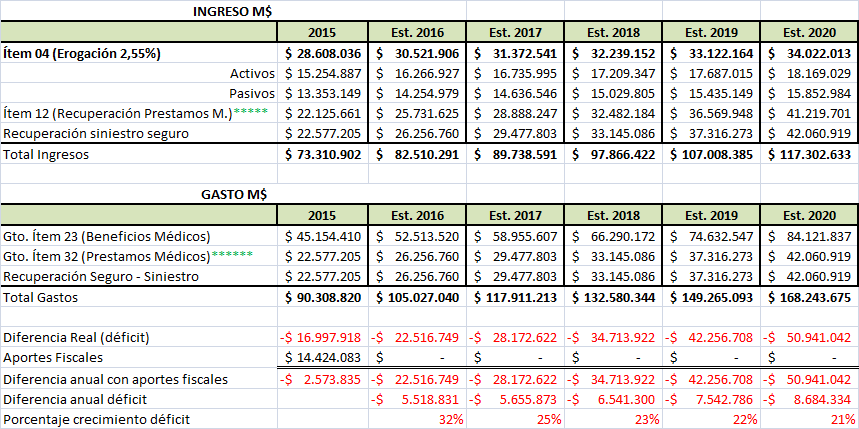 INGRESO M$
2015 Est. 2016 Est. 2017 Est. 2018 Est. 2019 Est. 2020
Ítem 04 (Erogación 2,55%) $ 28.608.036 $ 30.521.906 $ 31.372.541 $ 32.239.152 $ 33.122.164 $ 34.022.013
Activos $ 15.254.887 $ 16.266.927 $ 16.735.995 $ 17.209.347 $ 17.687.015 $ 18.169.029
Pasivos $ 13.353.149 $ 14.254.979 $ 14.636.546 $ 15.029.805 $ 15.435.149 $ 15.852.984
Ítem 12 (Recuperación Prestamos M.)***** $ 22.125.661 $ 25.731.625 $ 28.888.247 $ 32.482.184 $ 36.569.948 $ 41.219.701
Recuperación siniestro seguro $ 22.577.205 $ 26.256.760 $ 29.477.803 $ 33.145.086 $ 37.316.273 $ 42.060.919
Total Ingresos $ 73.310.902 $ 82.510.291 $ 89.738.591 $ 97.866.422 $ 107.008.385 $ 117.302.633
GASTO M$
2015 Est. 2016 Est. 2017 Est. 2018 Est. 2019 Est. 2020
Gto. Ítem 23 (Beneficios Médicos) $ 45.154.410 $ 52.513.520 $ 58.955.607 $ 66.290.172 $ 74.632.547 $ 84.121.837
Gto. Ítem 32 (Prestamos Médicos)****** $ 22.577.205 $ 26.256.760 $ 29.477.803 $ 33.145.086 $ 37.316.273 $ 42.060.919
Recuperación Seguro - Siniestro $ 22.577.205 $ 26.256.760 $ 29.477.803 $ 33.145.086 $ 37.316.273 $ 42.060.919
Total Gastos $ 90.308.820 $ 105.027.040 $ 117.911.213 $ 132.580.344 $ 149.265.093 $ 168.243.675
Diferencia Real (déficit) -$ 16.997.918 -$ 22.516.749 -$ 28.172.622 -$ 34.713.922 -$ 42.256.708 -$ 50.941.042
Aportes Fiscales $ 14.424.083 $ - $ - $ - $ - $ -
Diferencia anual con aportes fiscales -$ 2.573.835 -$ 22.516.749 -$ 28.172.622 -$ 34.713.922 -$ 42.256.708 -$ 50.941.042
Diferencia anual déficit -$ 5.518.831 -$ 5.655.873 -$ 6.541.300 -$ 7.542.786 -$ 8.684.334
Porcentaje crecimiento déficit 32% 25% 23% 22% 21%